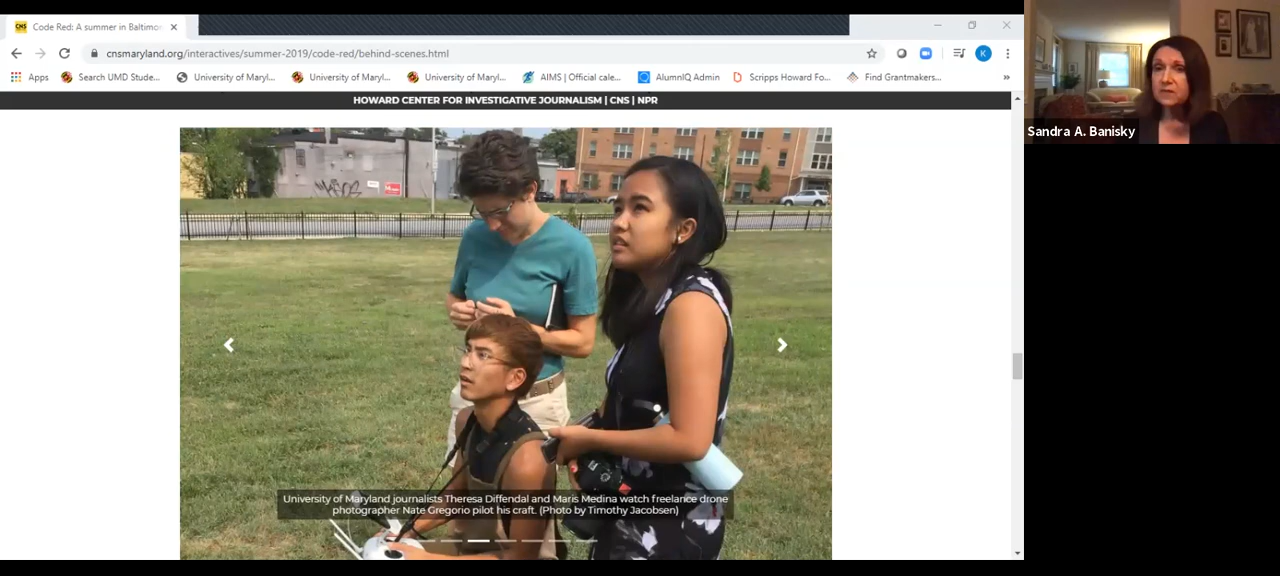 CNS
Code Red: A summer in Baltimor
cnsmaryland.org/interactives/summer-2019/code-red/behind-scenes.html
K
Apps
Search UMD Stude...
University of Maryl...
University of Maryl...
University of Maryl...
AIMS | Official cale...
AlumnIQ Admin
Scripps Howard Fo...
Find Grantmakers...
»
HOWARD CENTER FOR INVESTIGATIVE JOURNALISM | CNS | NPR
Sandra A. Banisky
University of Maryland journalists Theresa Diffendal and Maris Medina watch freelance drone
photographer Nate Gregorio pilot his craft. (Photo by Timothy Jacobsen)